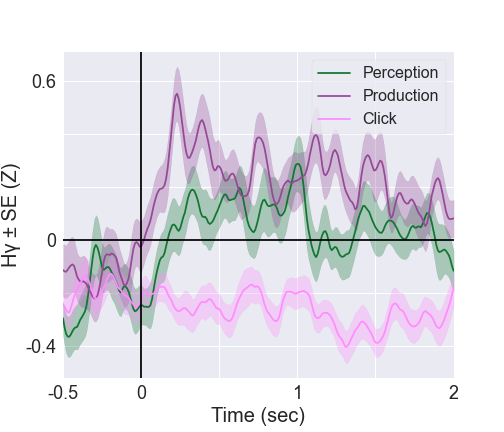 Perception
Production
Click
0.6
0
-0.4
Hγ ± SE (Z)
-0.5
0
1
2
Time (sec)